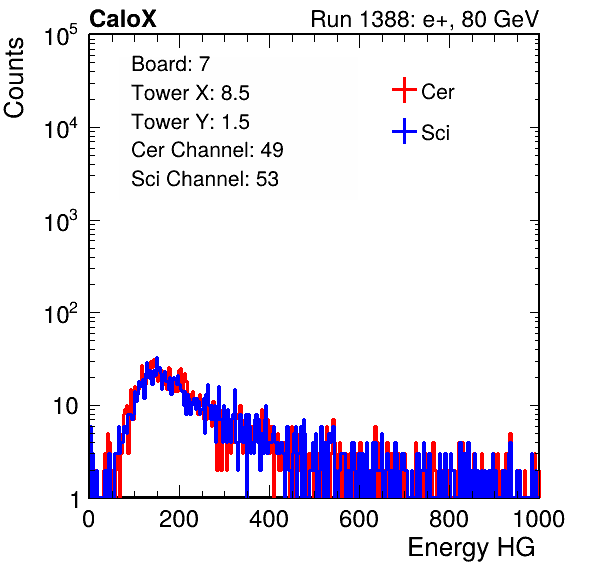 CaloX Run 1388: e+, 80 GeV
Counts
Board: 7
Tower X: 8.5
Tower Y: 1.5
Cer Channel: 49
Sci Channel: 53
Cer
Sci
10^5
10^4
10^3
10^2
10
1
0 200 400 600 800 1000
Energy HG